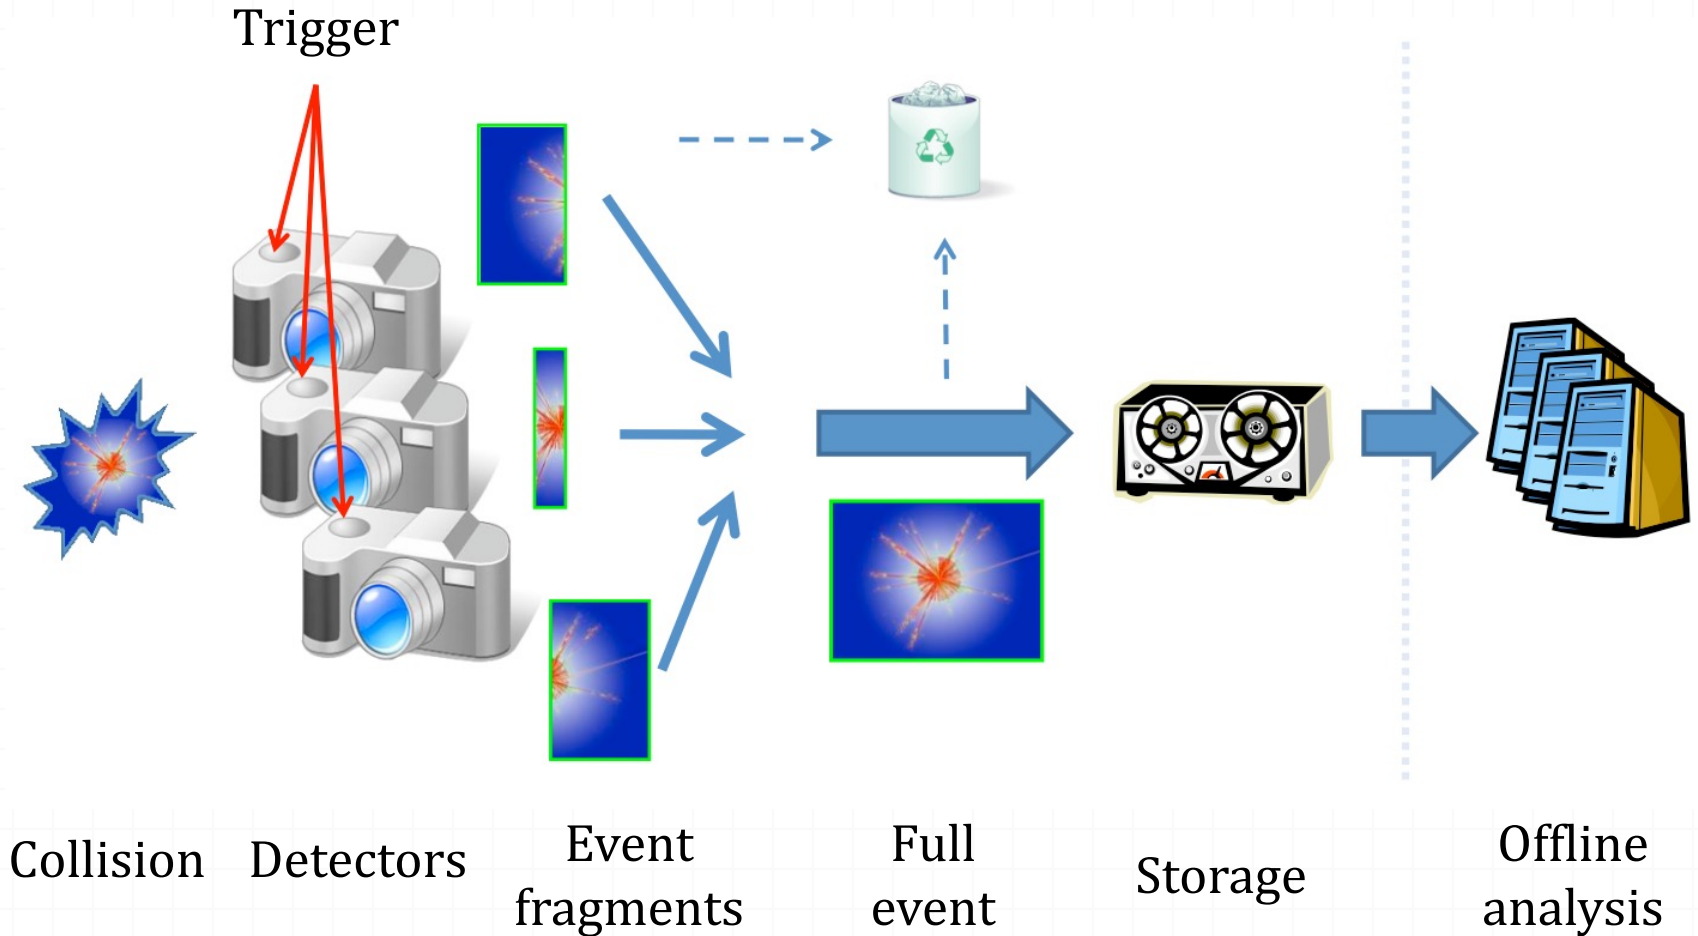 Trigger
Collision
Detectors
Event
fragments
Full
event
Storage
Offline
analysis